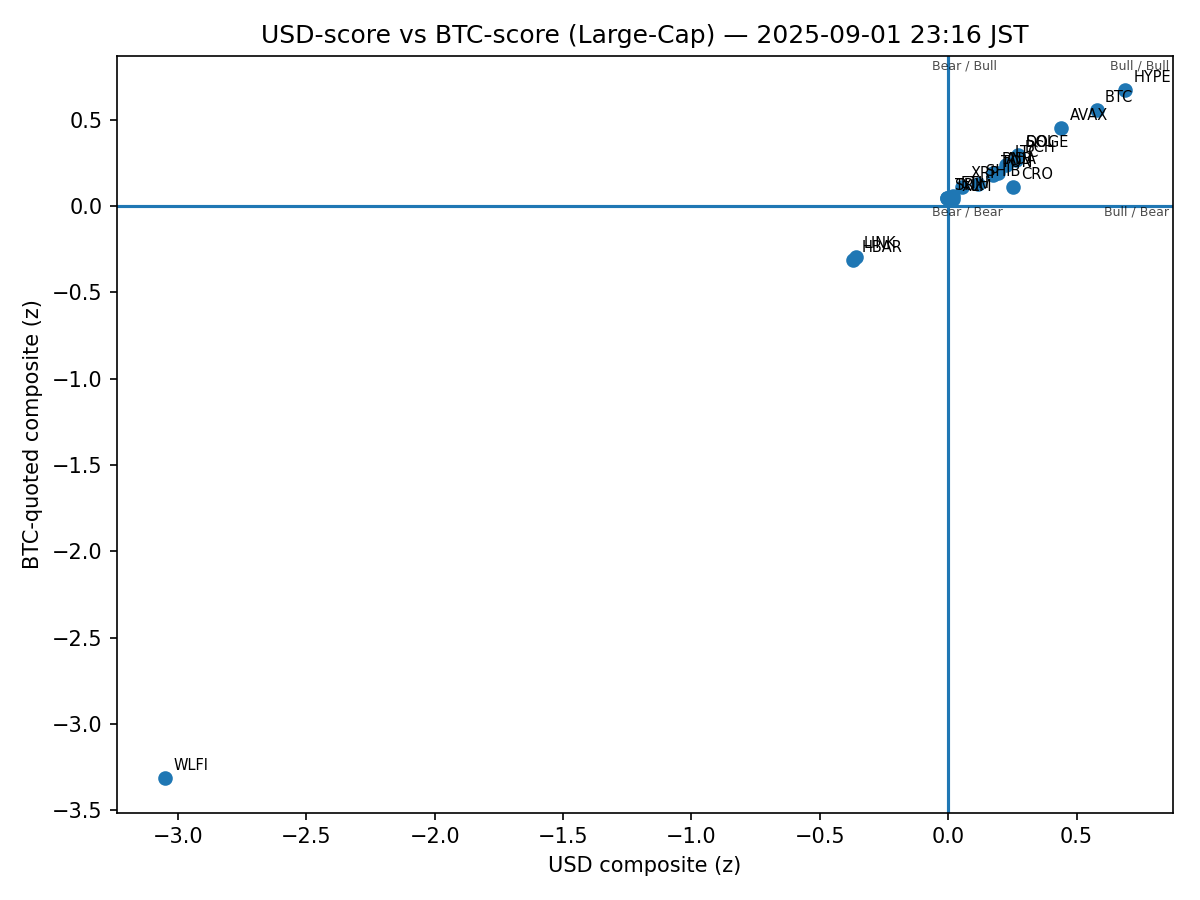 USD-score vs BTC-score (Large-Cap) — 2025-09-01 23:16 JST
Bear / Bull
Bull / Bull
HYPE
BTC
AVAX
DOGE
CRO
SHIB
XRP
Bear / Bear
Bull / Bear
LINK
HBAR
WLFI
0.5
0.0
−0.5
−1.0
−1.5
−2.0
−2.5
−3.0
−3.5
BTC-quoted composite (z)
−3.0
−2.5
−2.0
−1.5
−1.0
−0.5
0.0
0.5
USD composite (z)